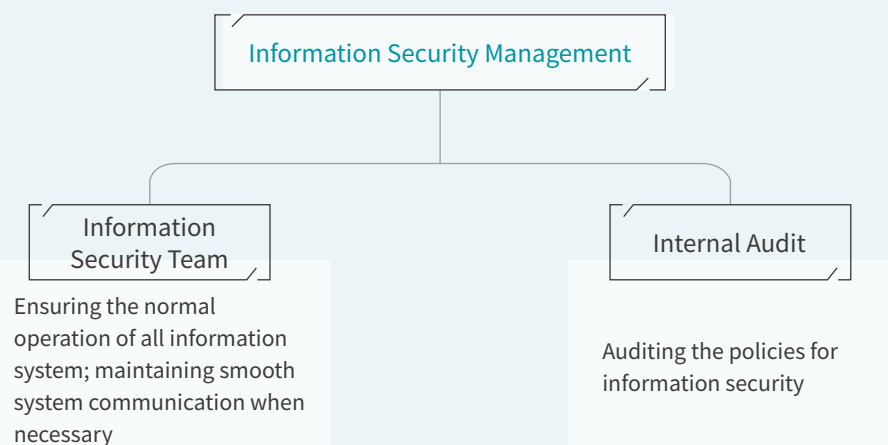 Information Security Management
Information
Security Team
Internal Audit
Ensuring the normal
operation of all information
system; maintaining smooth
system communication when
necessary
Auditing the policies for
information security